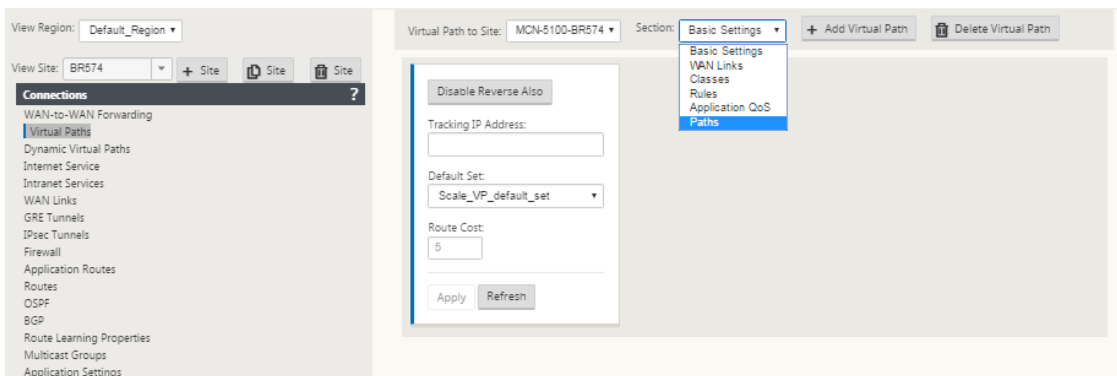 View Region: Default_Region
View Site: BR574 + Site Site Site
Connections ?
WAN-to-WAN Forwarding
Virtual Paths
Dynamic Virtual Paths
Internet Service
Intranet Services
WAN Links
GRE Tunnels
IPsec Tunnels
Firewall
Application Routes
Routes
OSPF
BGP
Route Learning Properties
Multicast Groups
Application Settings
Virtual Path to Site: MCN-5100-BR574 Section: Basic Settings + Add Virtual Path Delete Virtual Path
Basic Settings
WAN Links
Classes
Rules
Application QoS
Paths
Disable Reverse Also
Tracking IP Address:
Default Set:
Scale_VP_default_set
Route Cost:
5
Apply Refresh